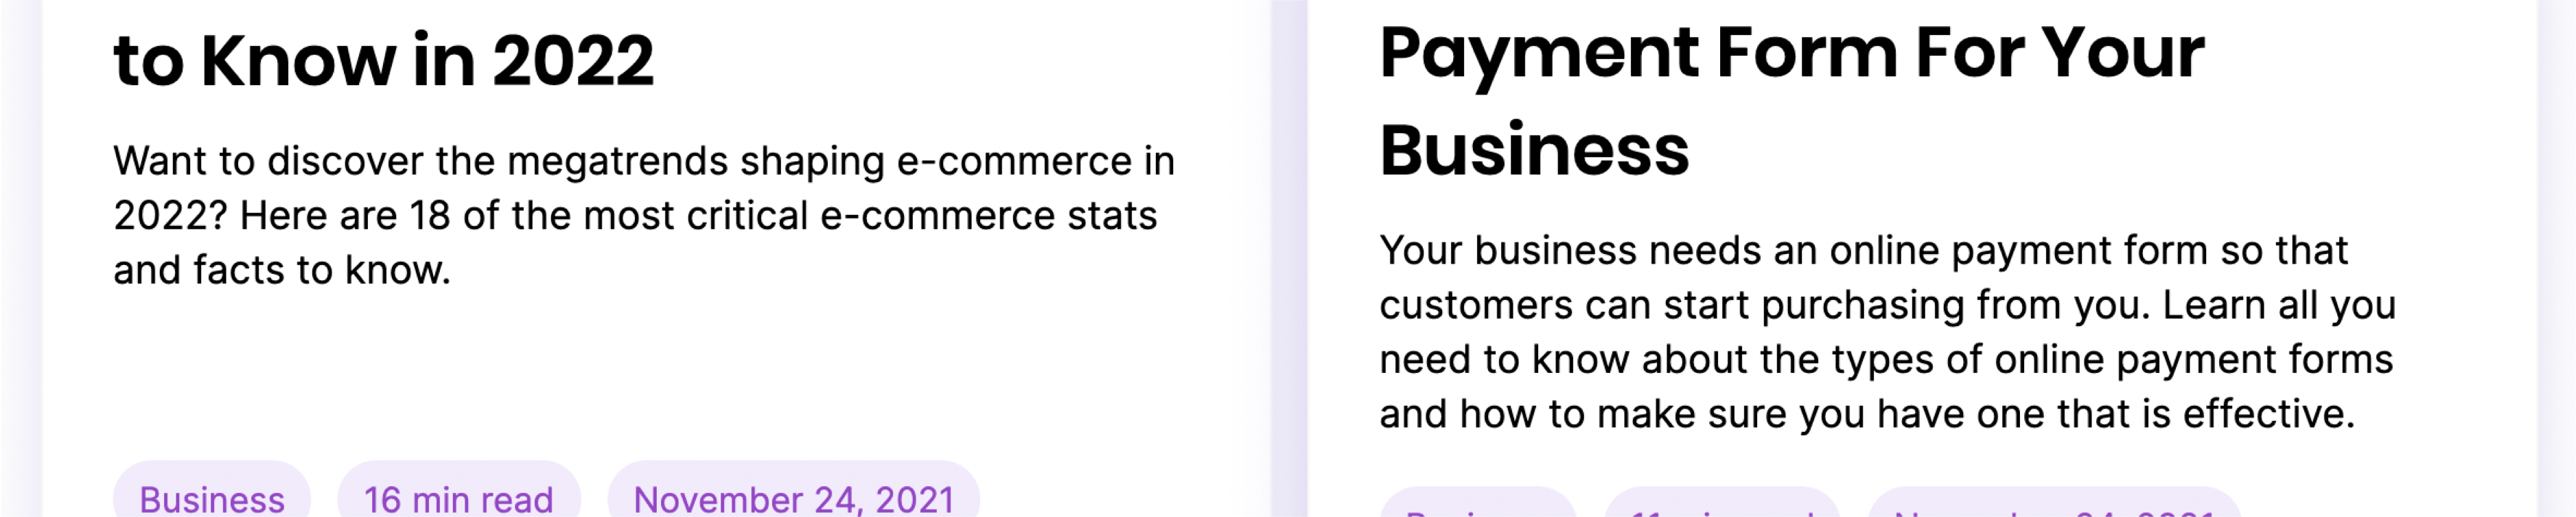 to Know in 2022
Want to discover the megatrends shaping e-commerce in
2022? Here are 18 of the most critical e-commerce stats
and facts to know.
Business 16 min read November 24, 2021
Payment Form For Your
Business
Your business needs an online payment form so that
customers can start purchasing from you. Learn all you
need to know about the types of online payment forms
and how to make sure you have one that is effective.